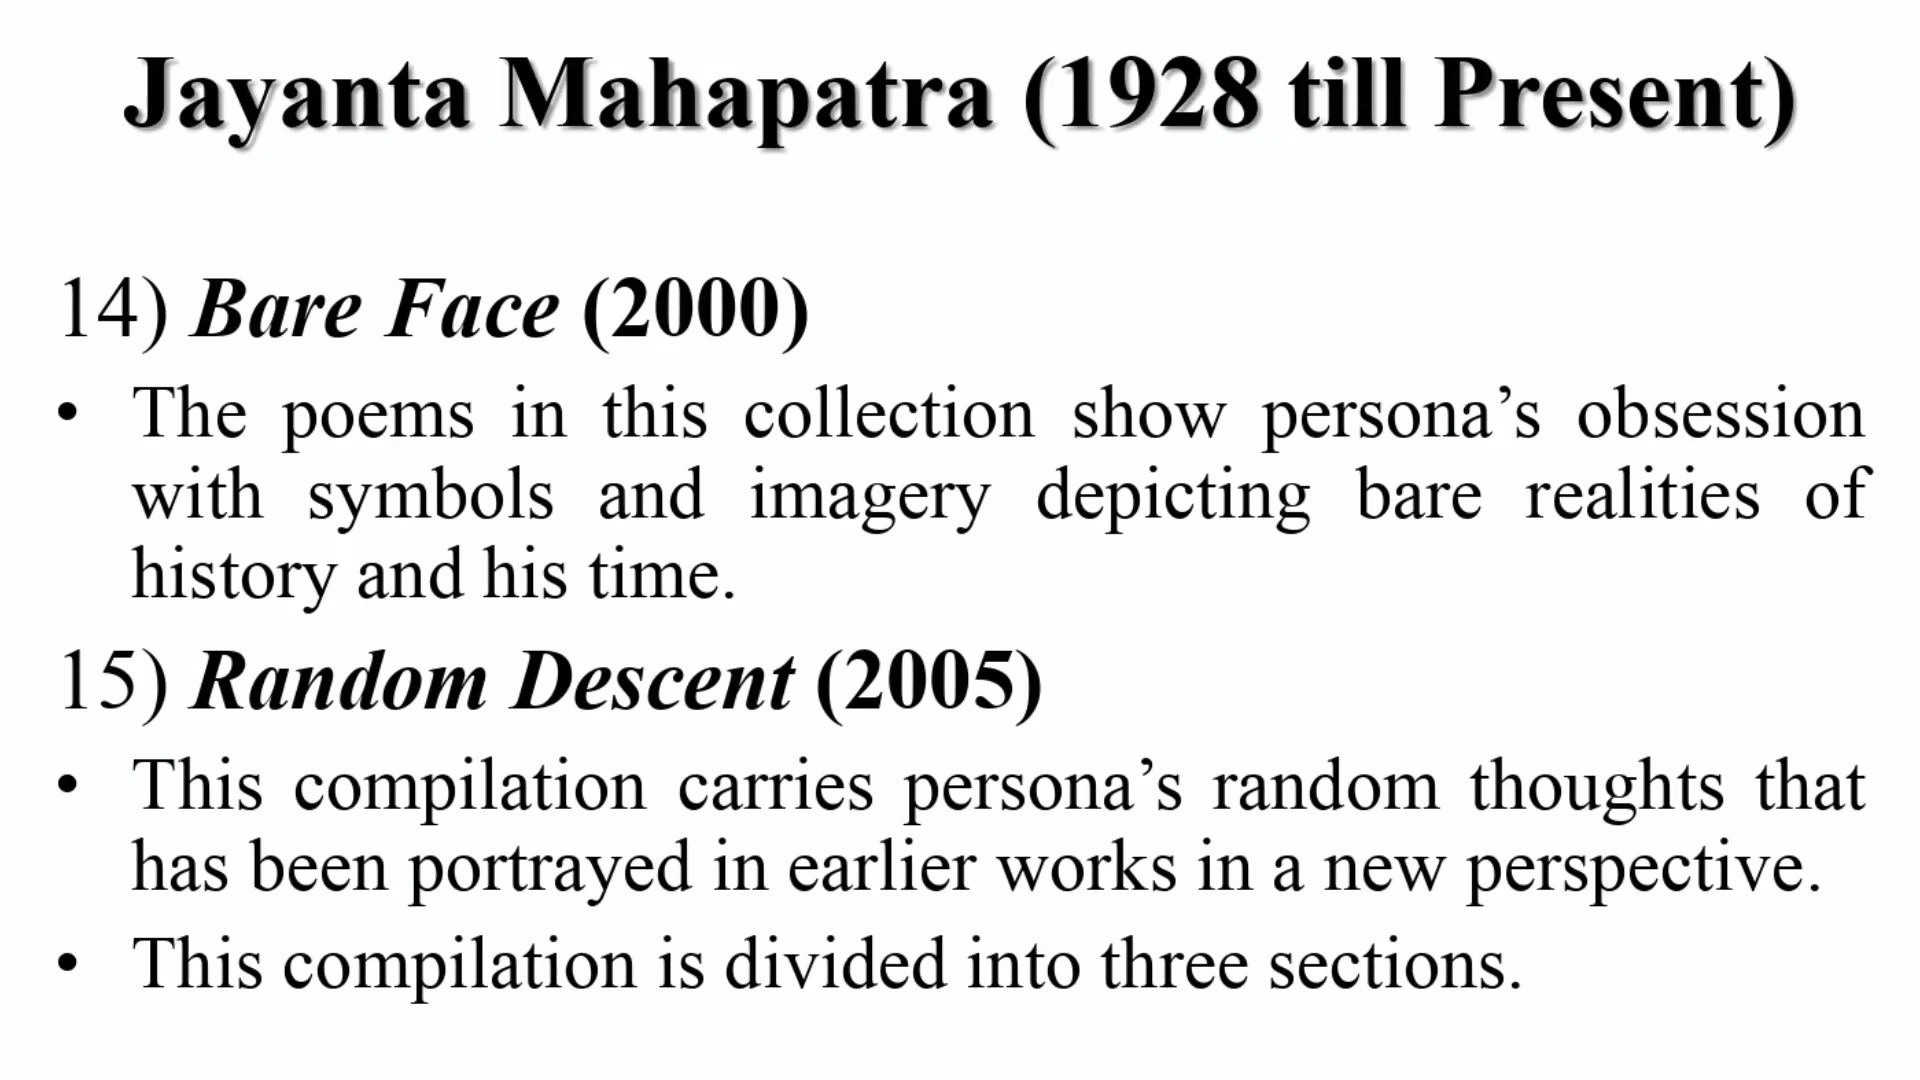 Jayanta Mahapatra (1928 till Present)
14) Bare Face (2000)
• The poems in this collection show persona’s obsession
with symbols and imagery depicting bare realities of
history and his time.
15) Random Descent (2005)
• This compilation carries persona’s random thoughts that
has been portrayed in earlier works in a new perspective.
• This compilation is divided into three sections.